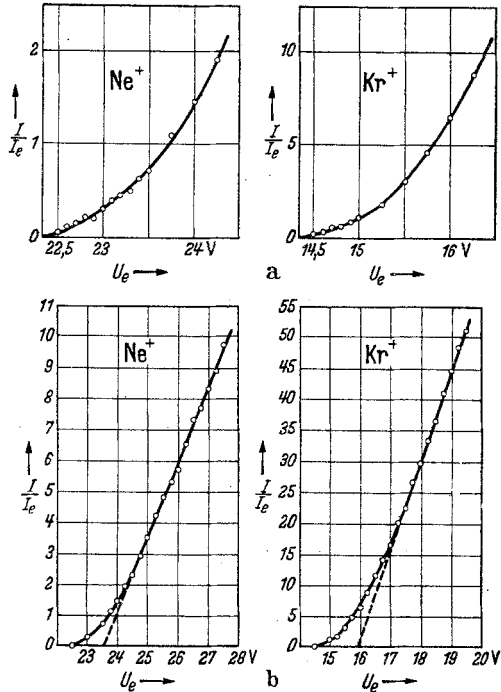 2
Ne⁺
I/Iₑ
1
0
22,5 23 24 V
Uₑ
10
Kr⁺
I/Iₑ
5
0
14,5 15 16 V
Uₑ
a
11
10
9
8
7
6
5
4
3
2
1
0
Ne⁺
I/Iₑ
23 24 25 26 27 28 V
Uₑ
55
50
45
40
35
30
25
20
15
10
5
0
Kr⁺
I/Iₑ
14 15 16 17 18 19 20 V
Uₑ
b